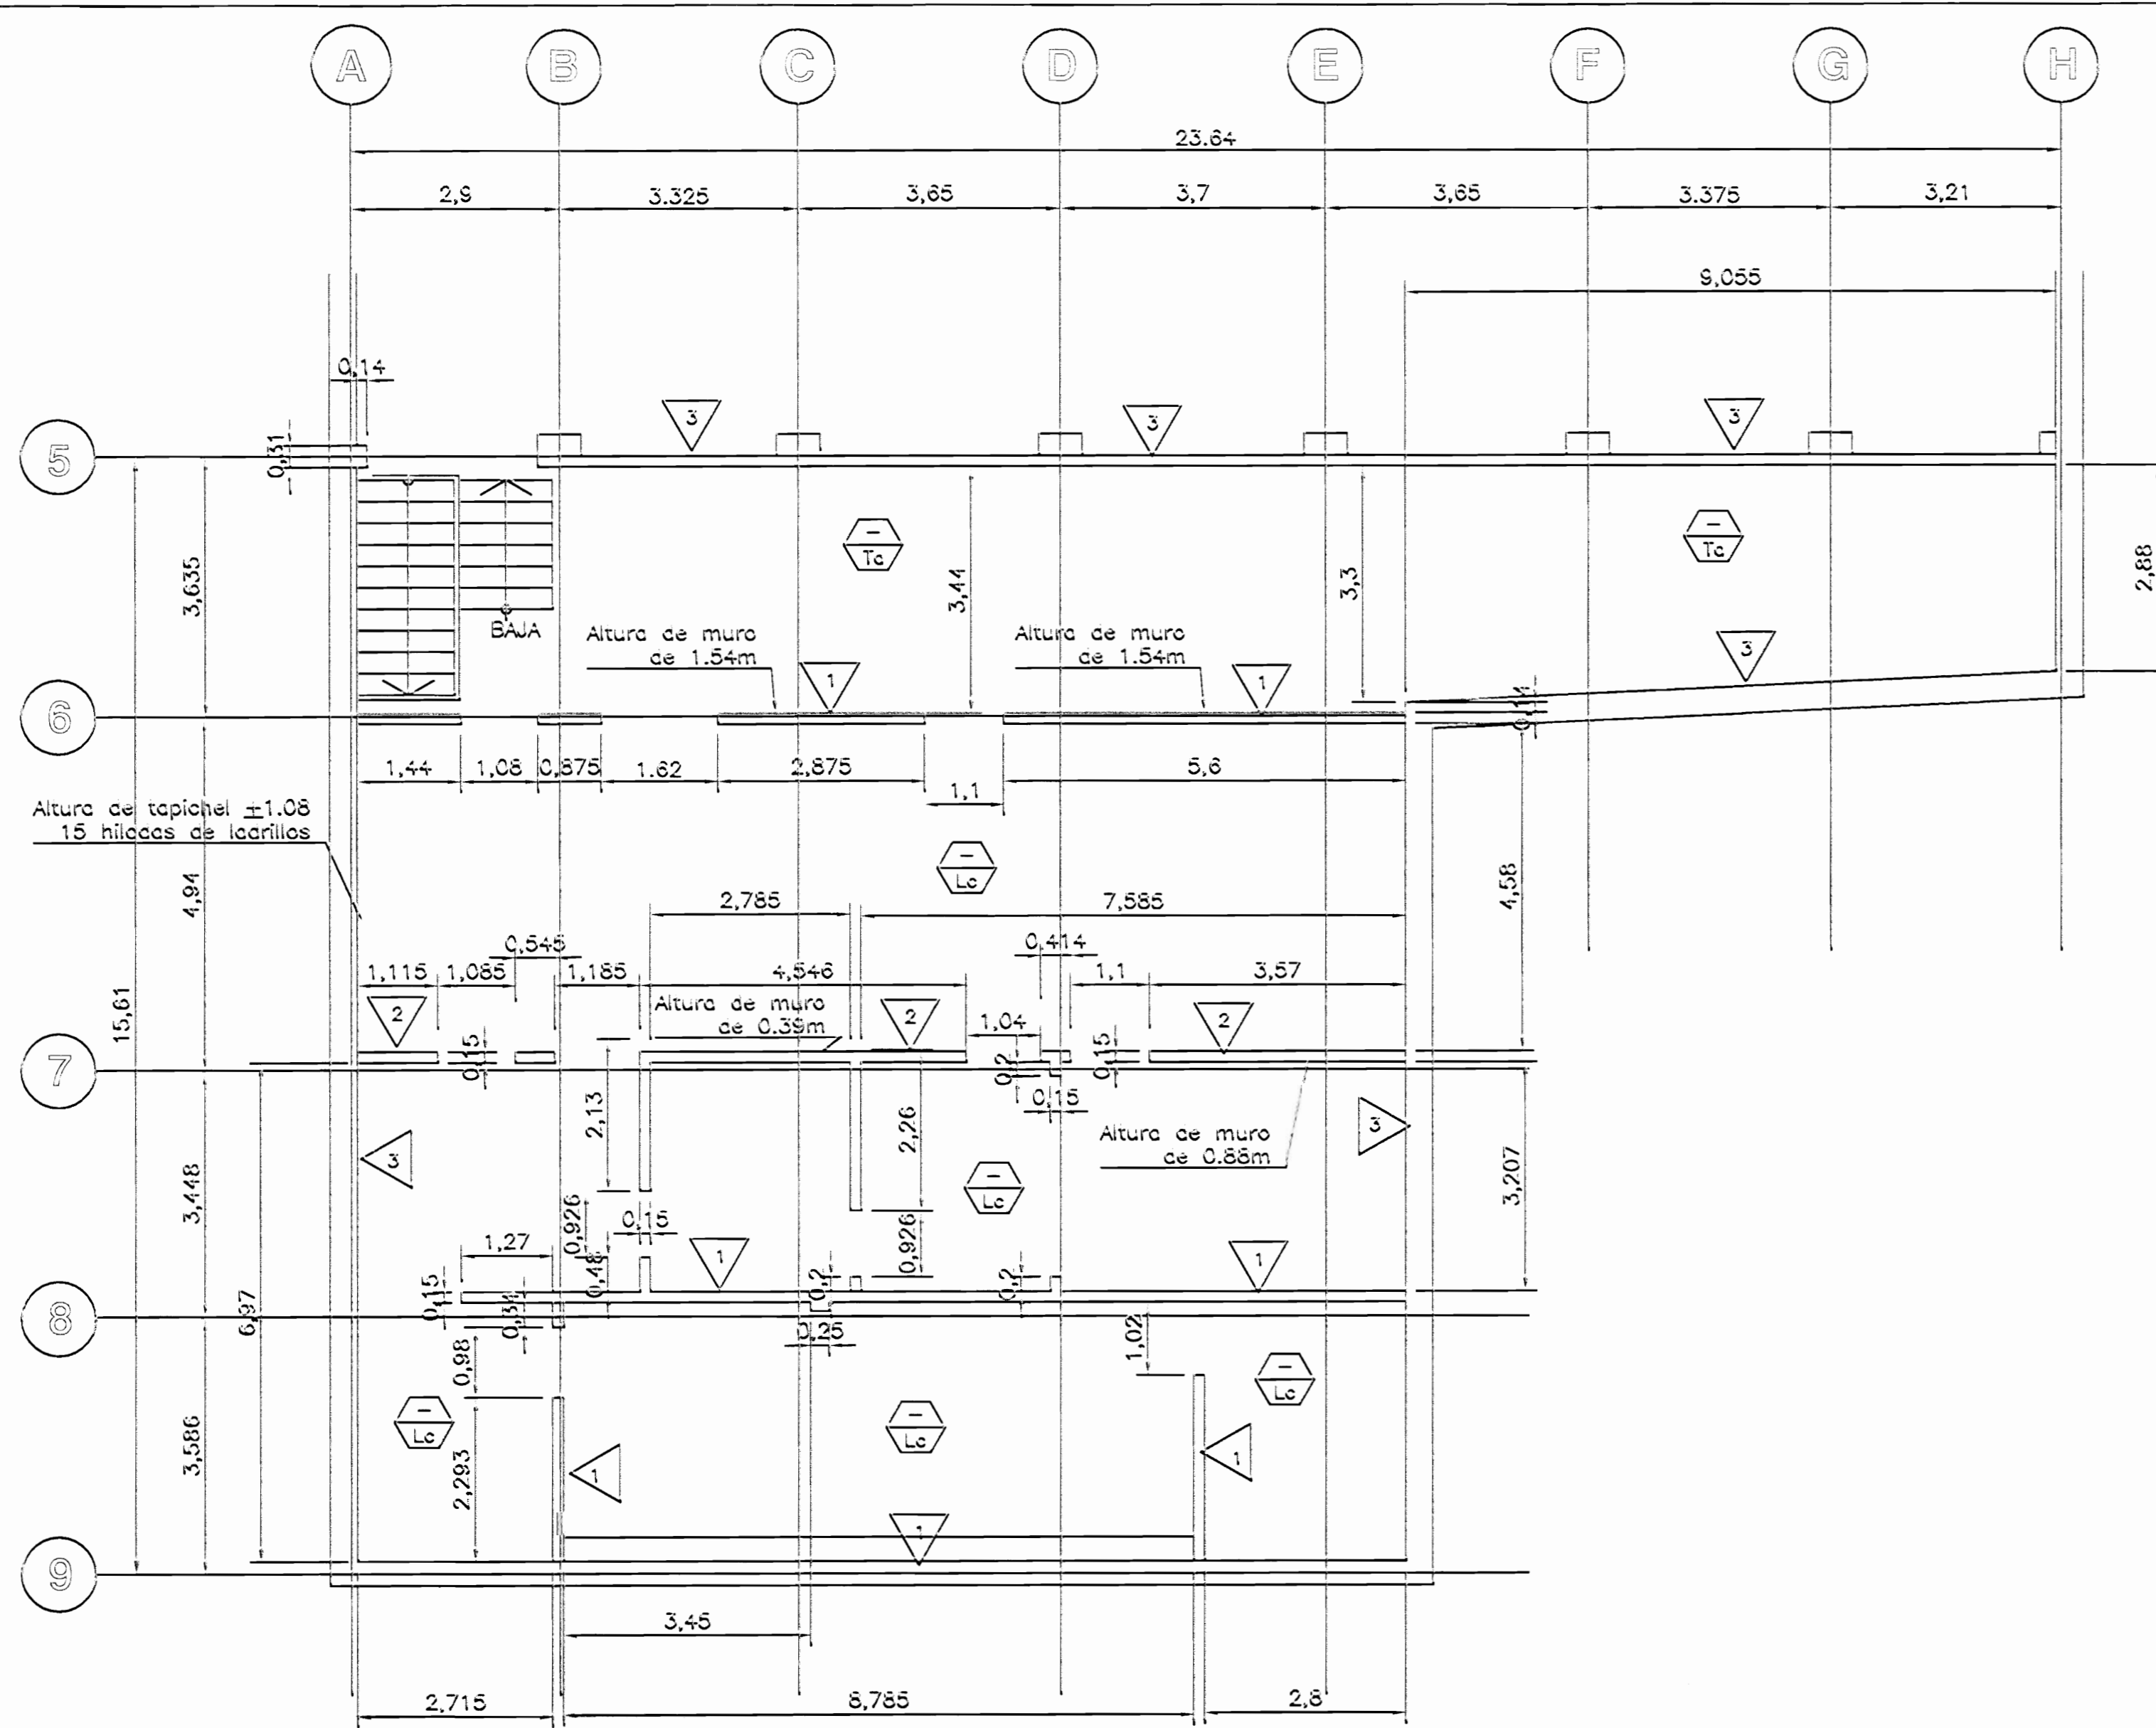 A B C D E F G H
23.64
2,9 3.325 3,65 3,7 3,65 3.375 3,21
9,055
0,14
3 3 3
5
0,31
Ta Ta
3,635 3,44 3,3 2,88
BAJA
Altura de muro
de 1.54m
Altura de muro
de 1.54m
1 1 3
6
1,44 1,08 0,875 1.62 2,875 5,6
1,1
Altura de tapichel ±1.08
15 hiladas de ladrillos
4,94 Lc 4,58
2,785 7,585
0,545 0,414
1,115 1,085 1,185 4,546 1,1 3,57
15,61
2 2 2
Altura de muro
de 0.39m
1,04
7
0,15 0,2 0,15
0,15
2,13 2,26
3 3
Altura de muro
de 0.88m
3,448 Lc 3,207
0,926 0,15 0,926
1,27 1 1
0,15 0,48 0,2 0,2
8
6,97
0,25
0,98 1,02
Lc Lc Lc
3,586 2,293
1 1
1
9
3,45
2,715 8,785 2,8